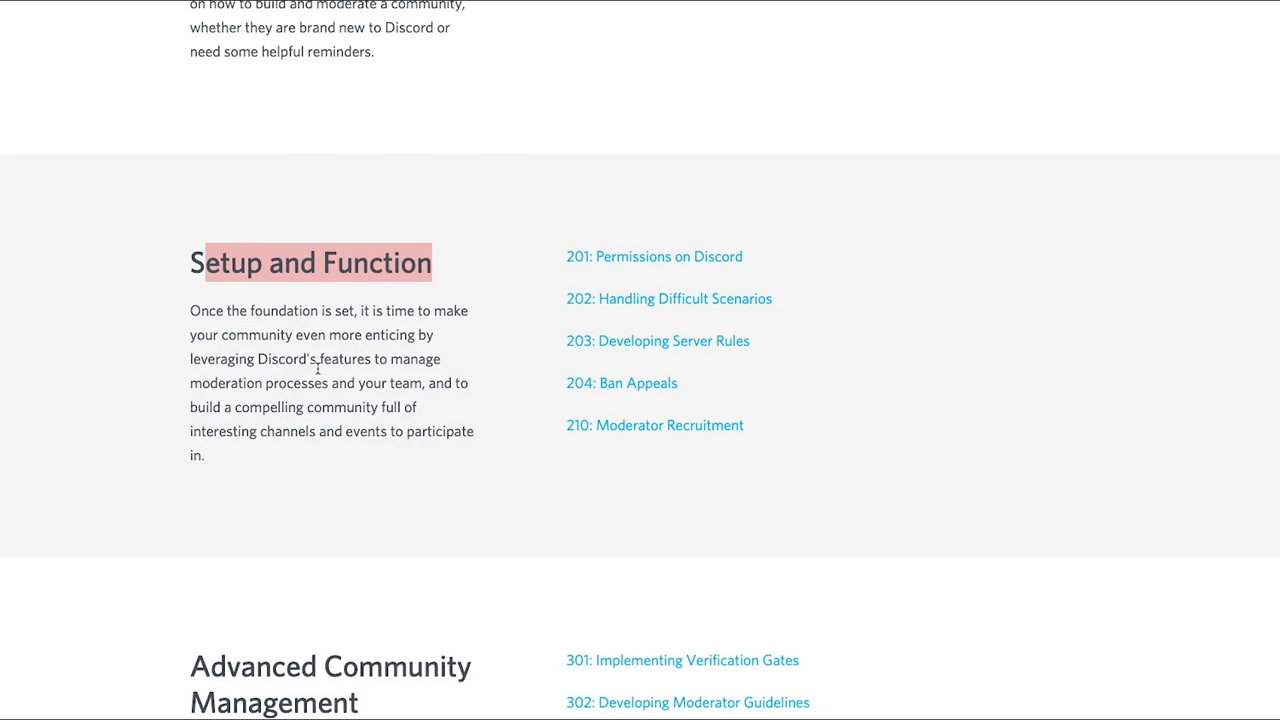 on how to build and moderate a community,
whether they are brand new to Discord or
need some helpful reminders.
Setup and Function
Once the foundation is set, it is time to make
your community even more enticing by
leveraging Discord's features to manage
moderation processes and your team, and to
build a compelling community full of
interesting channels and events to participate
in.
201: Permissions on Discord
202: Handling Difficult Scenarios
203: Developing Server Rules
204: Ban Appeals
210: Moderator Recruitment
Advanced Community
Management
301: Implementing Verification Gates
302: Developing Moderator Guidelines